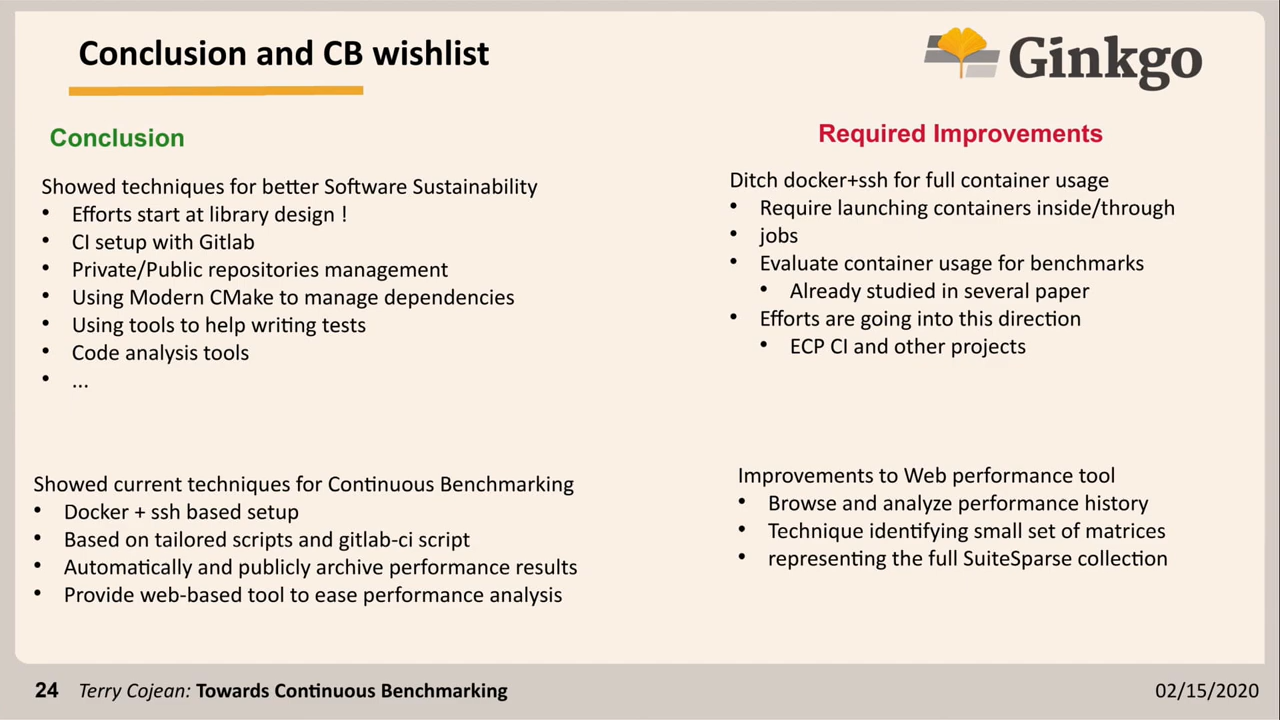 Conclusion and CB wishlist
Ginkgo
Conclusion
Showed techniques for better Software Sustainability
• Efforts start at library design !
• CI setup with Gitlab
• Private/Public repositories management
• Using Modern CMake to manage dependencies
• Using tools to help writing tests
• Code analysis tools
• ...
Showed current techniques for Continuous Benchmarking
• Docker + ssh based setup
• Based on tailored scripts and gitlab-ci script
• Automatically and publicly archive performance results
• Provide web-based tool to ease performance analysis
Required Improvements
Ditch docker+ssh for full container usage
• Require launching containers inside/through
• jobs
• Evaluate container usage for benchmarks
• Already studied in several paper
• Efforts are going into this direction
• ECP CI and other projects
Improvements to Web performance tool
• Browse and analyze performance history
• Technique identifying small set of matrices
• representing the full SuiteSparse collection
24 Terry Cojean: Towards Continuous Benchmarking
02/15/2020